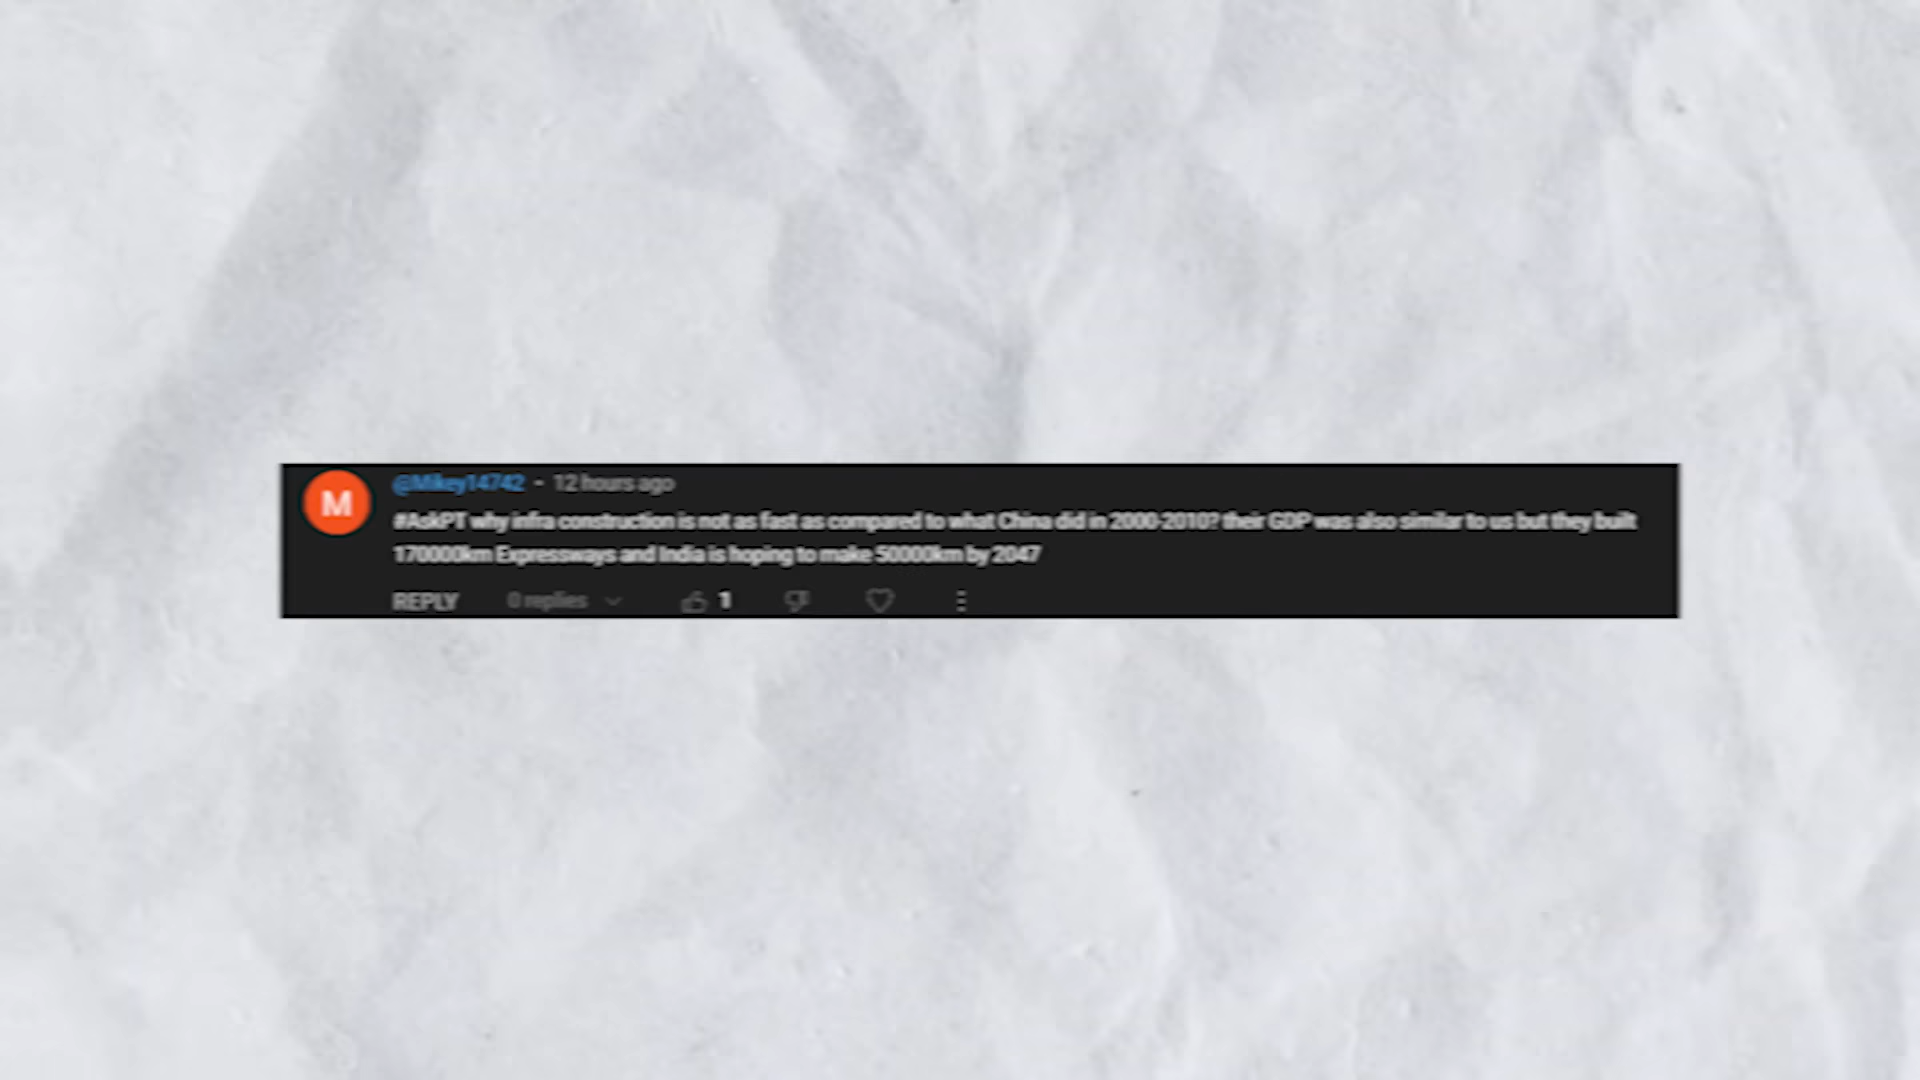 M
@Mikey14742 • 12 hours ago
#AskPT why infra construction is not as fast as compared to what China did in 2000-2010? their GDP was also similar to us but they built
170000km Expressways and India is hoping to make 50000km by 2047
REPLY 0 replies 1